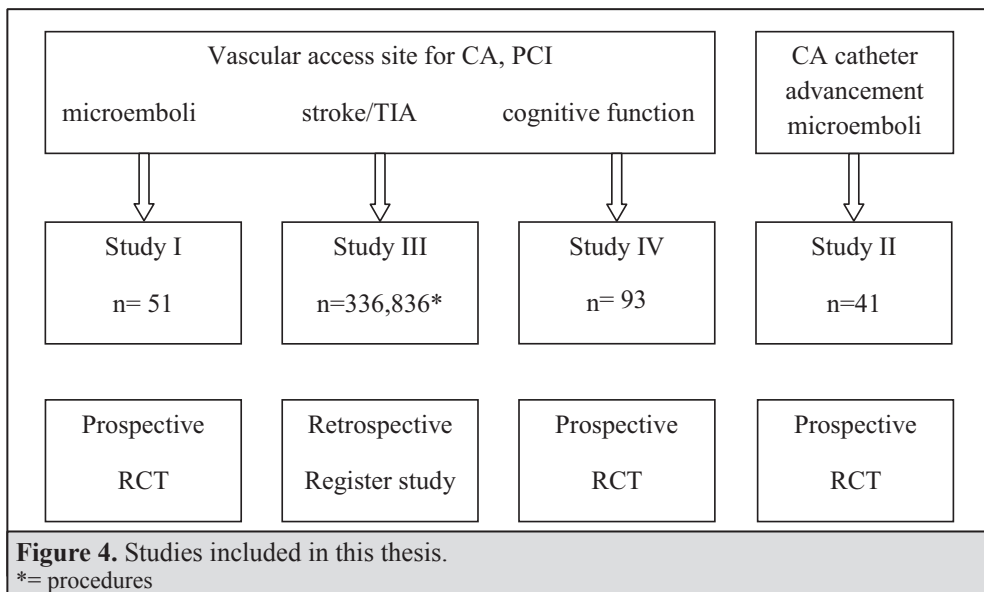 Vascular access site for CA, PCI
microemboli stroke/TIA cognitive function
CA catheter
advancement
microemboli
Study I
n= 51
Study III
n=336,836*
Study IV
n= 93
Study II
n=41
Prospective
RCT
Retrospective
Register study
Prospective
RCT
Prospective
RCT
Figure 4. Studies included in this thesis.
*= procedures